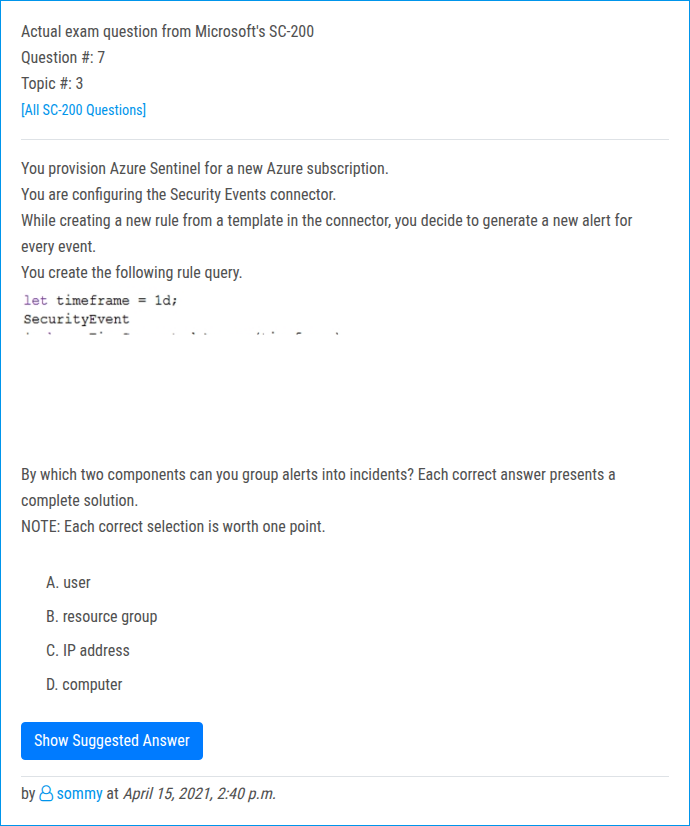 Actual exam question from Microsoft's SC-200
Question #: 7
Topic #: 3
[All SC-200 Questions]
You provision Azure Sentinel for a new Azure subscription.
You are configuring the Security Events connector.
While creating a new rule from a template in the connector, you decide to generate a new alert for
every event.
You create the following rule query.
let timeframe = 1d;
SecurityEvent
By which two components can you group alerts into incidents? Each correct answer presents a
complete solution.
NOTE: Each correct selection is worth one point.
A. user
B. resource group
C. IP address
D. computer
Show Suggested Answer
by sommy at April 15, 2021, 2:40 p.m.